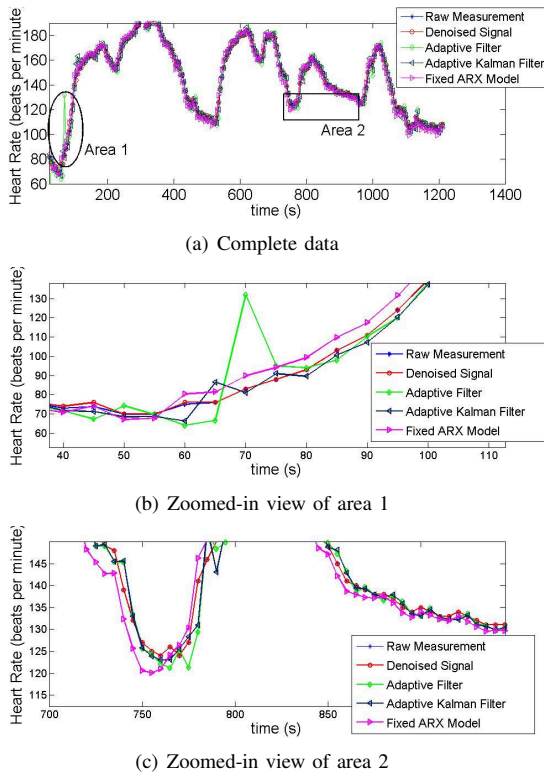 Heart Rate (beats per minute)
180
160
140
120
100
80
60
Area 1
Area 2
Raw Measurement
Denoised Signal
Adaptive Filter
Adaptive Kalman Filter
Fixed ARX Model
200 400 600 800 1000 1200 1400
time (s)
(a) Complete data
Heart Rate (beats per minute)
130
120
110
100
90
80
70
60
Raw Measurement
Denoised Signal
Adaptive Filter
Adaptive Kalman Filter
Fixed ARX Model
40 50 60 70 80 90 100 110
time (s)
(b) Zoomed-in view of area 1
Heart Rate (beats per minute)
145
140
135
130
125
120
115
Raw Measurement
Denoised Signal
Adaptive Filter
Adaptive Kalman Filter
Fixed ARX Model
700 750 800 850
time (s)
(c) Zoomed-in view of area 2